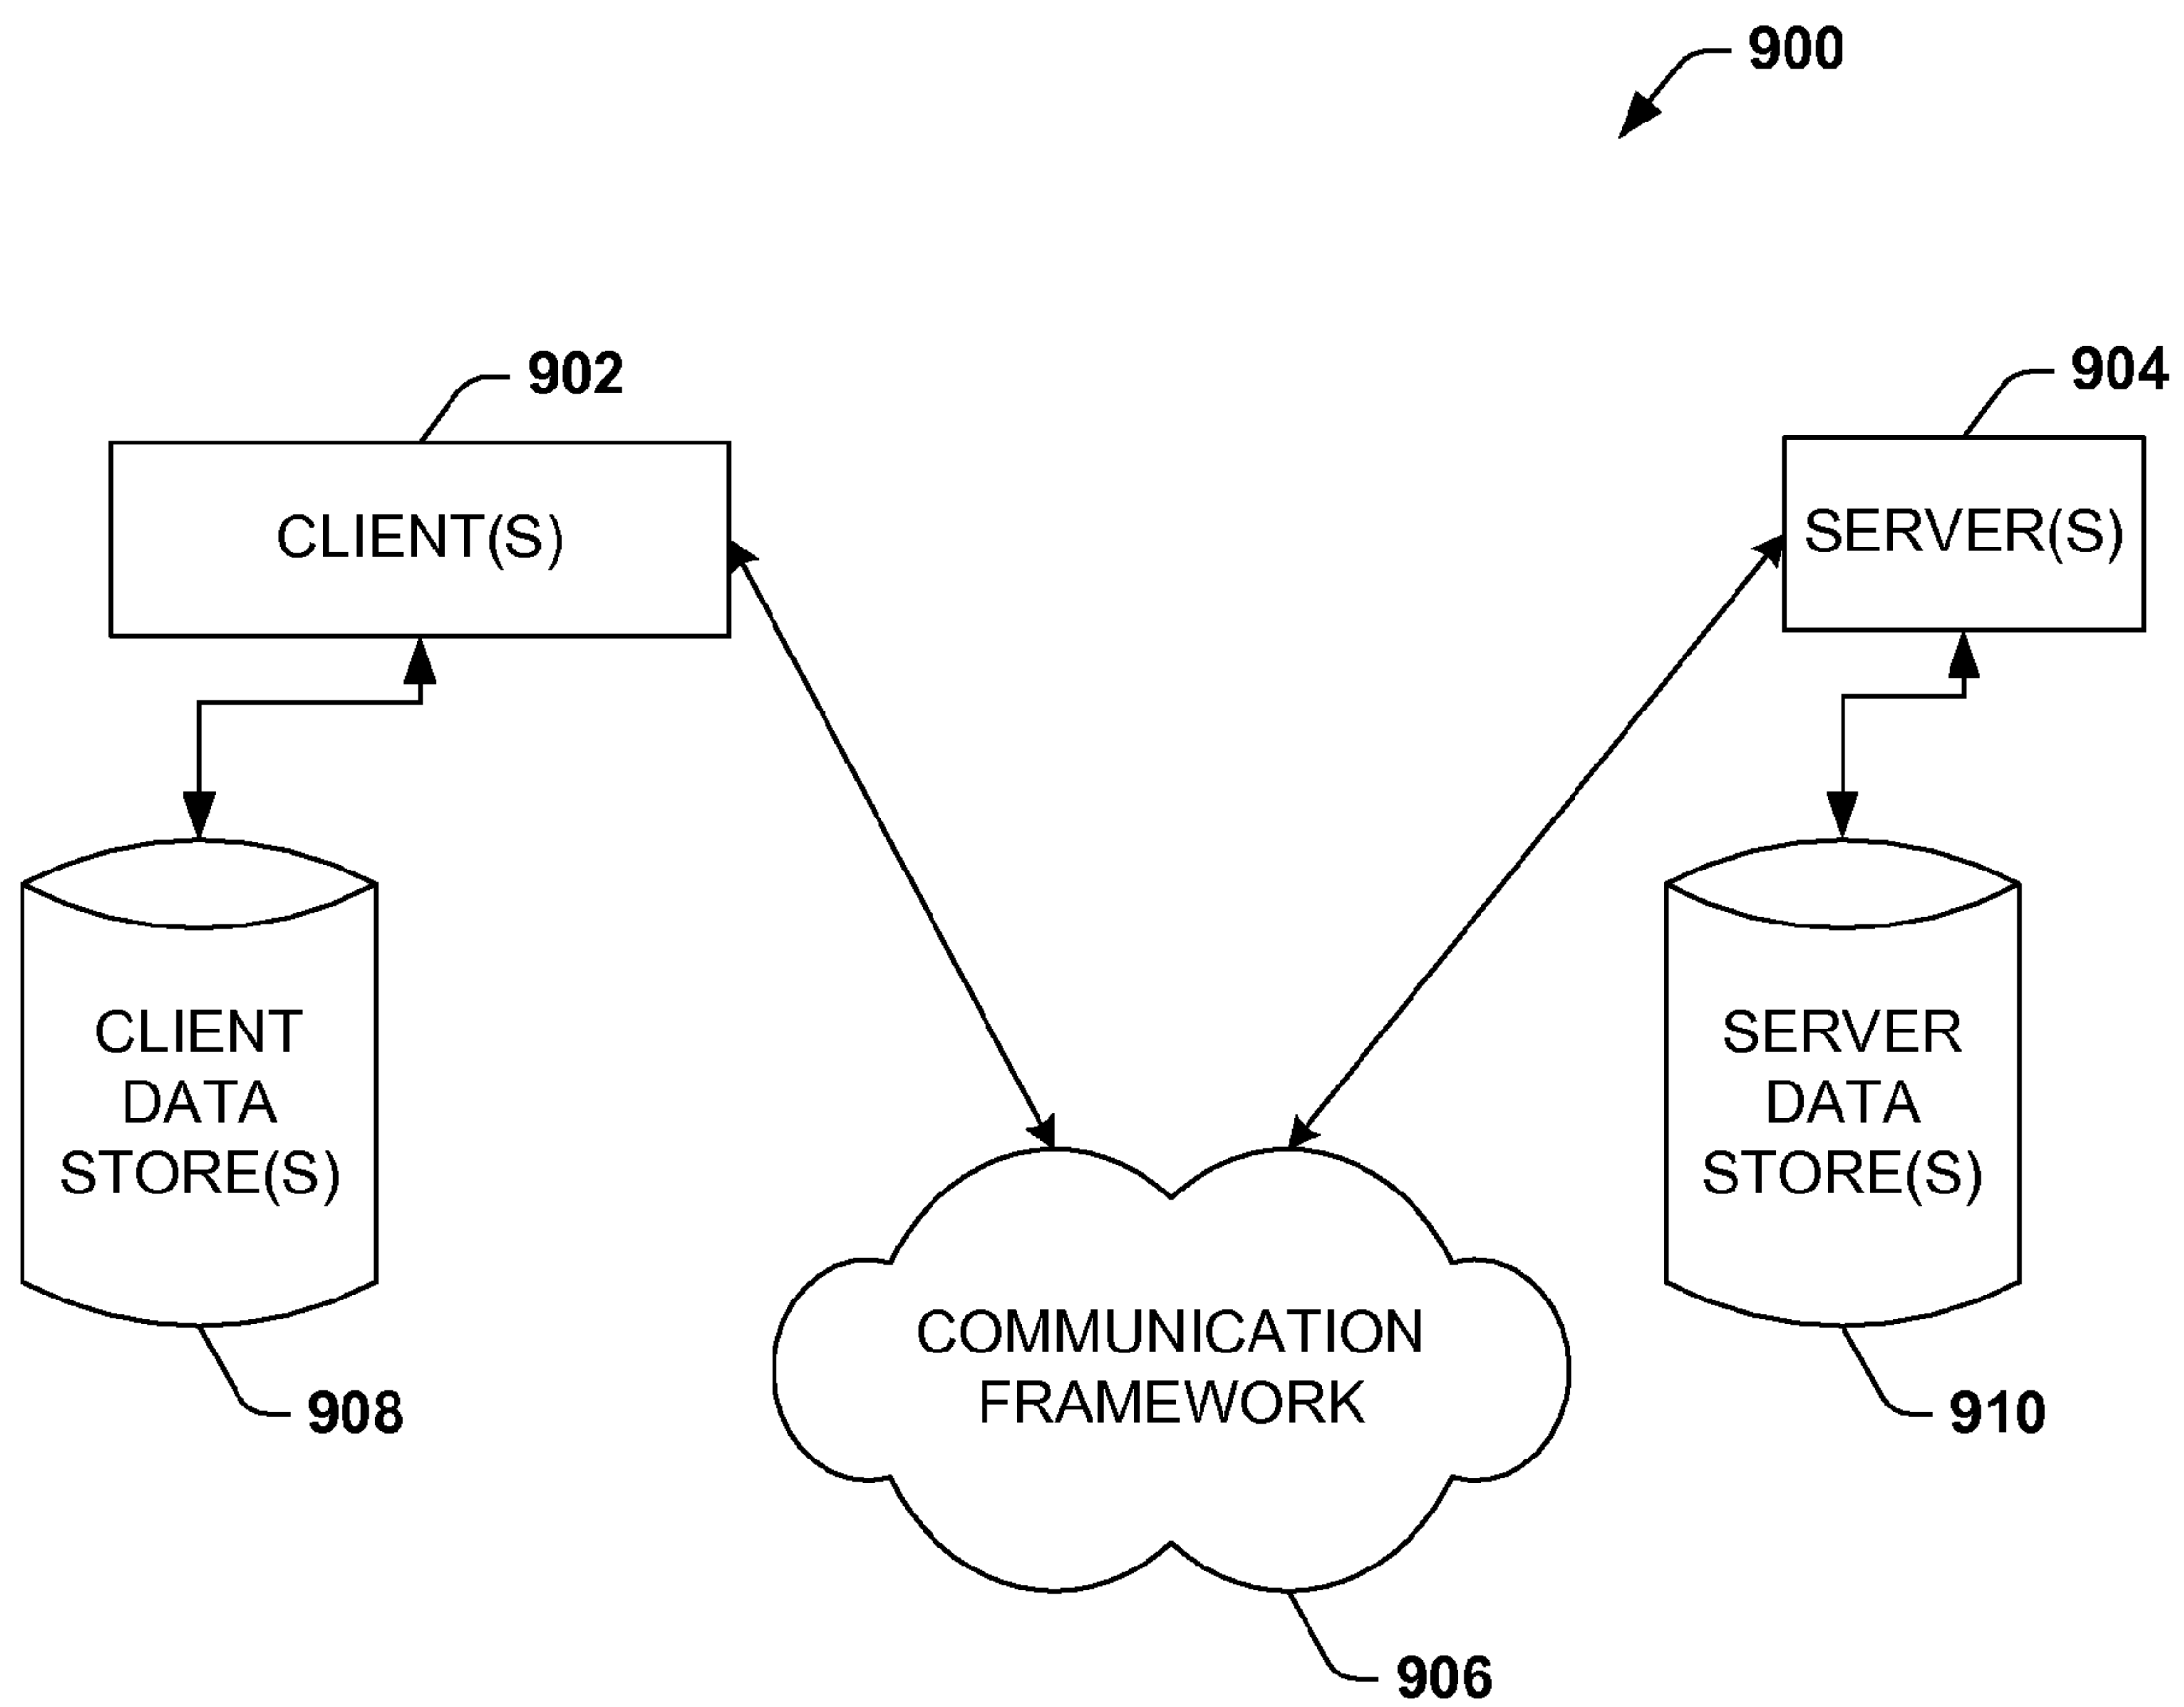 900
902
904
CLIENT(S)
SERVER(S)
CLIENT
DATA
STORE(S)
SERVER
DATA
STORE(S)
COMMUNICATION
FRAMEWORK
908
910
906